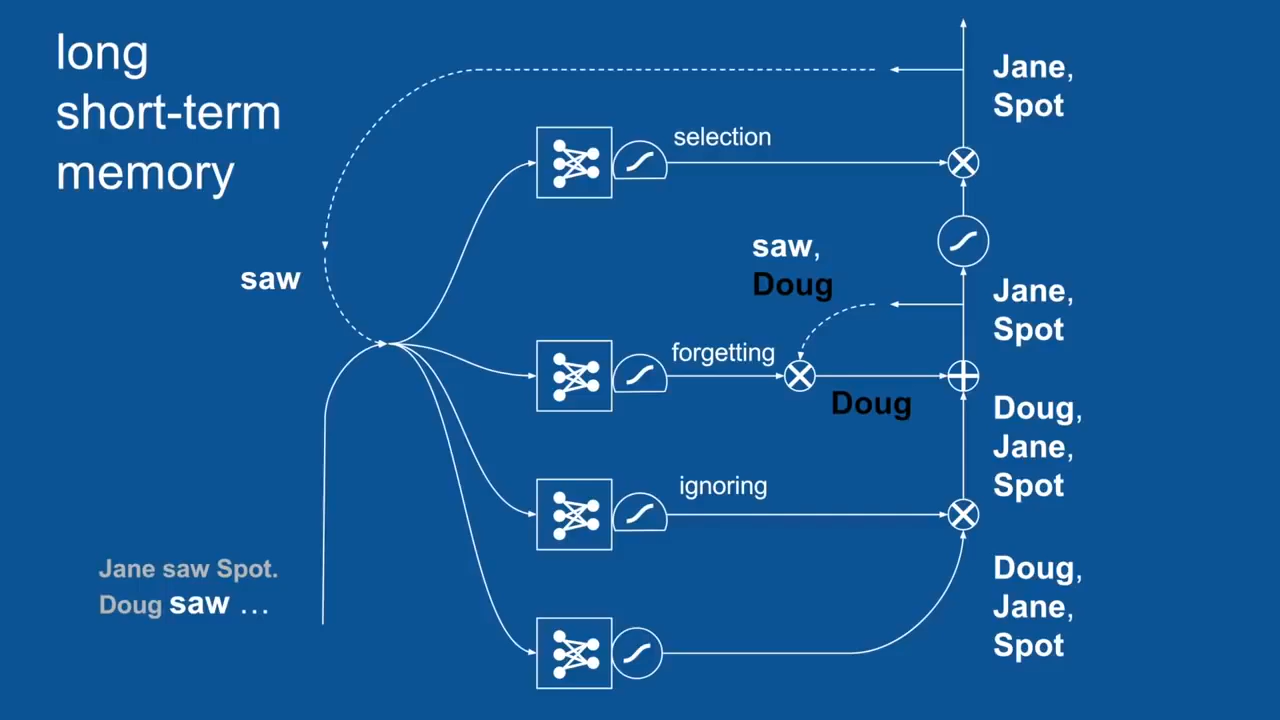 long
short-term
memory
Jane,
Spot
selection
saw,
Doug
saw
Jane,
Spot
forgetting
Doug
Doug,
Jane,
Spot
ignoring
Jane saw Spot.
Doug saw ...
Doug,
Jane,
Spot